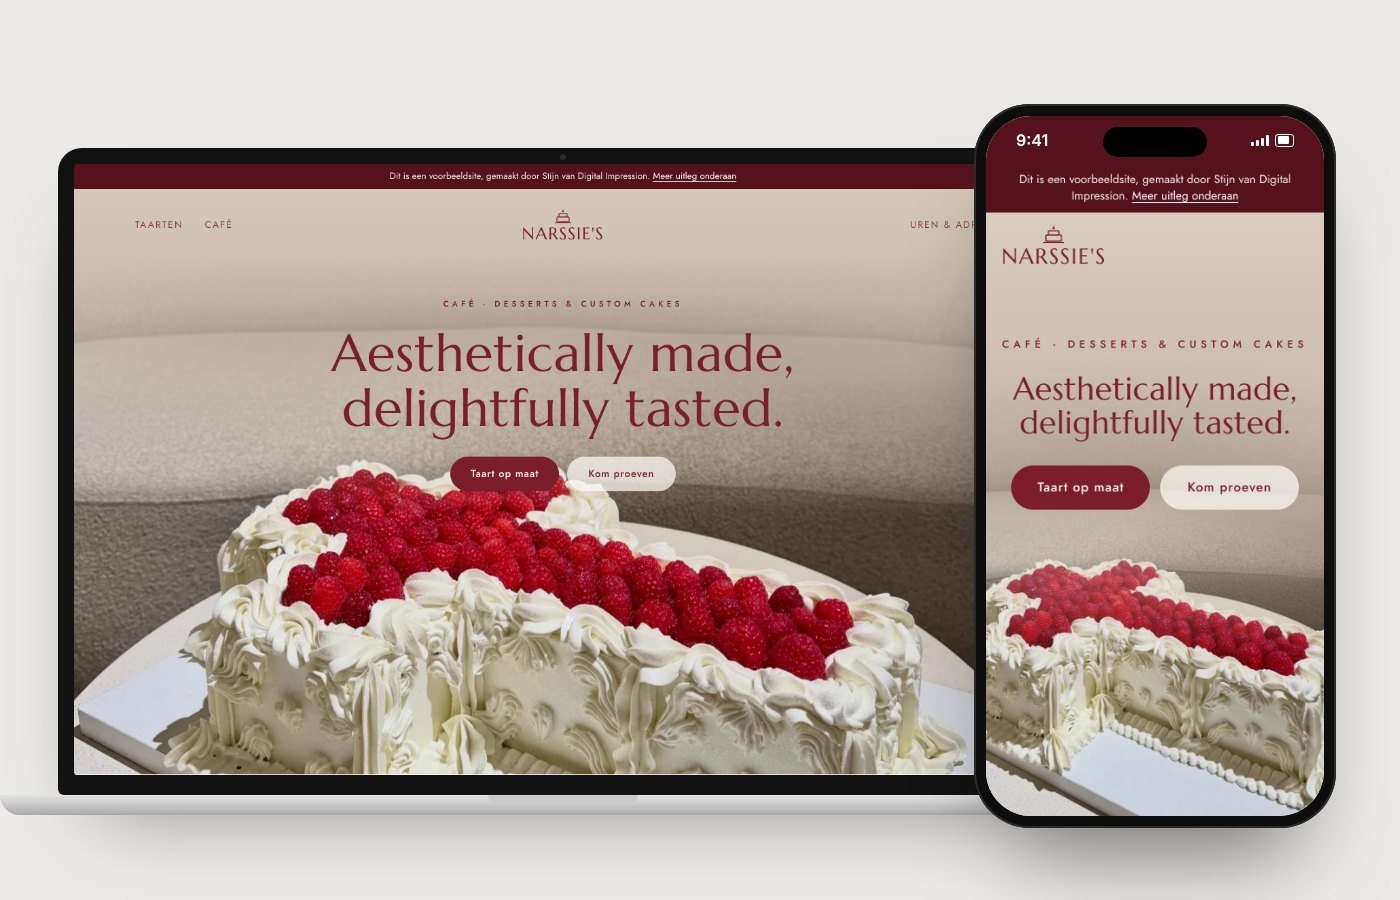 Dit is een voorbeeldsite, gemaakt door Stijn van Digital Impression. Meer uitleg onderaan
TAARTEN CAFÉ
NARSSIE'S
UREN &
CAFÉ · DESSERTS & CUSTOM CAKES
Aesthetically made,
delightfully tasted.
Taart op maat
Kom proeven
9:41
Dit is een voorbeeldsite, gemaakt door Stijn van Digital
Impression. Meer uitleg onderaan
NARSSIE'S
CAFÉ · DESSERTS & CUSTOM CAKES
Aesthetically made,
delightfully tasted.
Taart op maat
Kom proeven